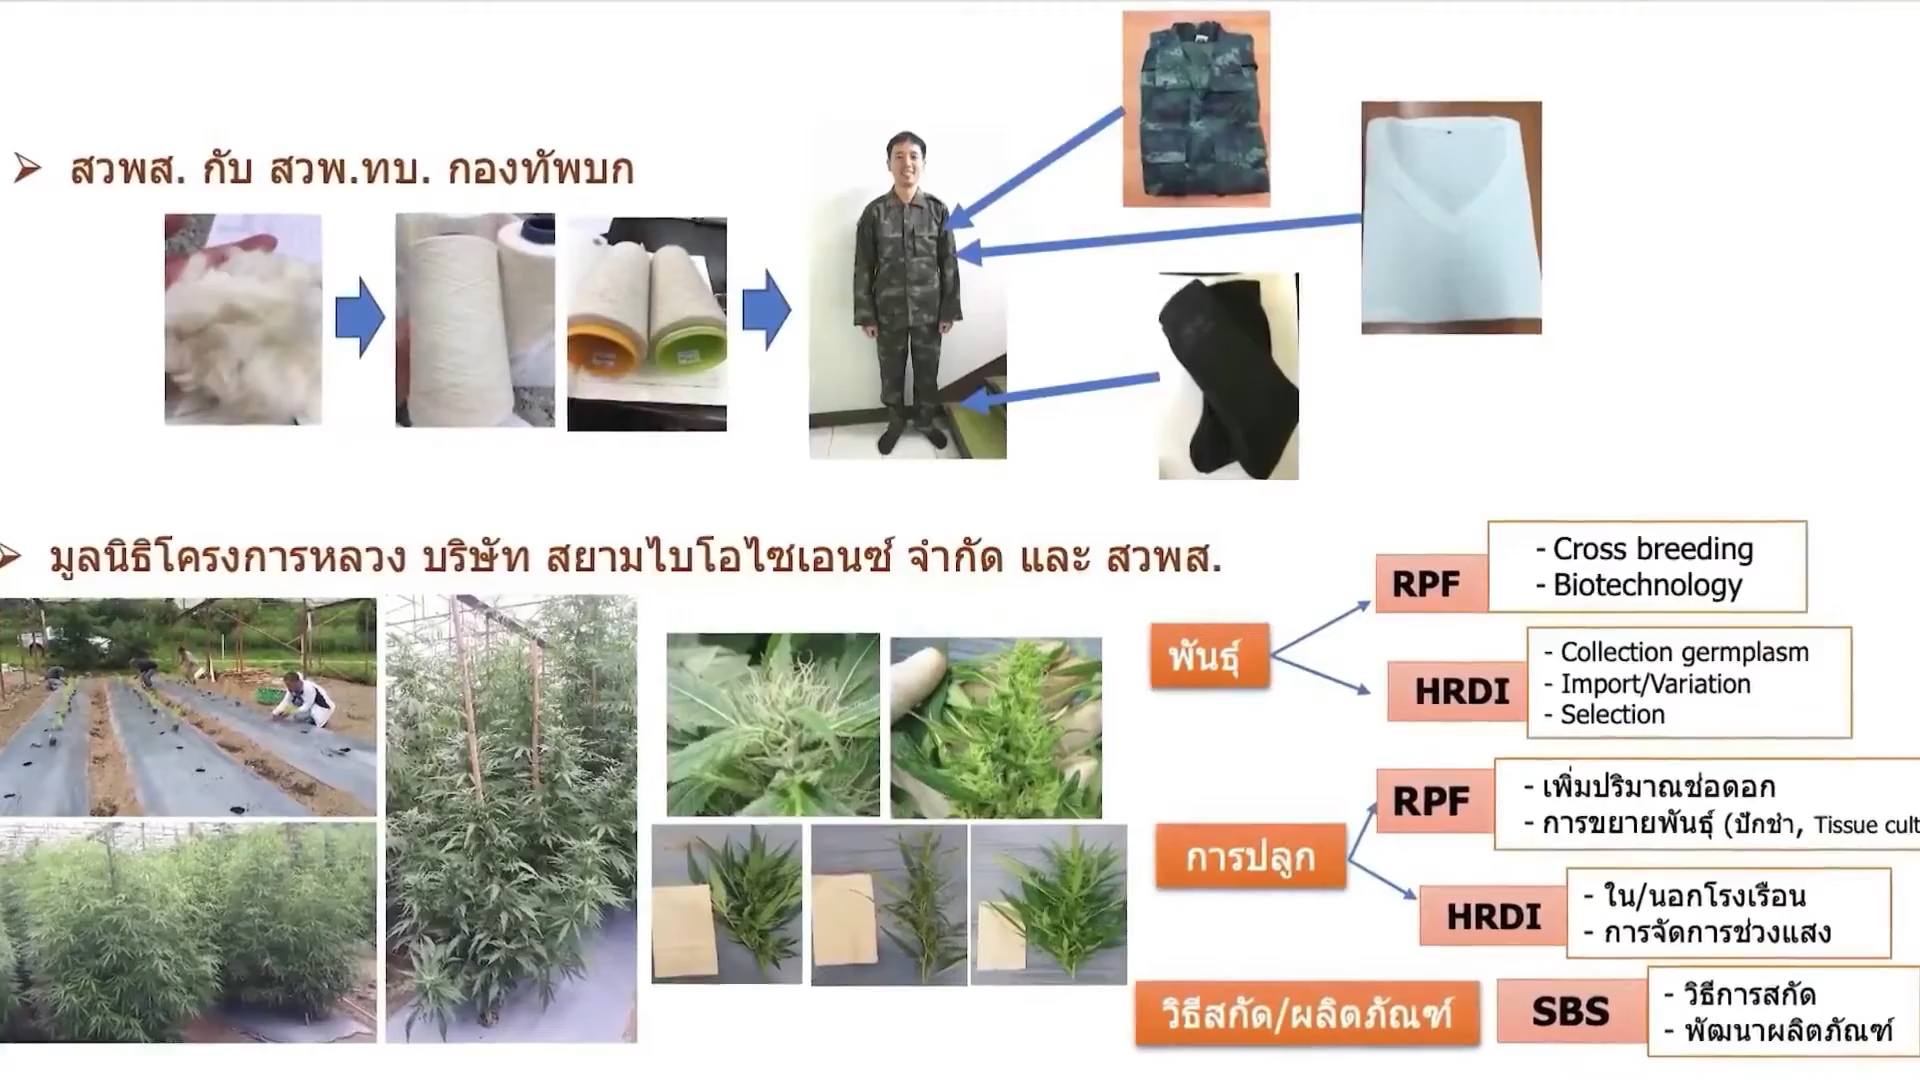 สวพส. กับ สวพ.ทบ. กองทัพบก
มูลนิธิโครงการหลวง บริษัท สยามไบโอไซเอนซ์ จำกัด และ สวพส.
พันธุ์
RPF
- Cross breeding
- Biotechnology
HRDI
- Collection germplasm
- Import/Variation
- Selection
การปลูก
RPF
- เพิ่มปริมาณช่อดอก
- การขยายพันธุ์ (ปักชำ, Tissue cult
HRDI
- ใน/นอกโรงเรือน
- การจัดการช่วงแสง
วิธีสกัด/ผลิตภัณฑ์
SBS
- วิธีการสกัด
- พัฒนาผลิตภัณฑ์